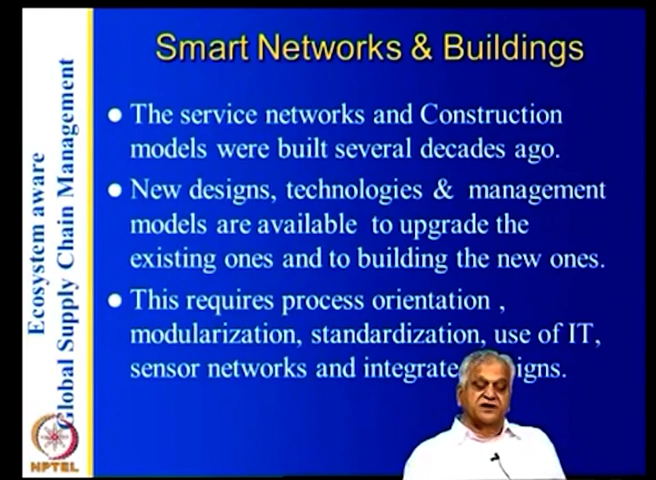 Smart Networks & Buildings
The service networks and Construction
models were built several decades ago.
New designs, technologies & management
models are available to upgrade the
existing ones and to building the new ones.
This requires process orientation ,
modularization, standardization, use of IT,
sensor networks and
Ecosystem aware
Global Supply Chain Management
NPTEL